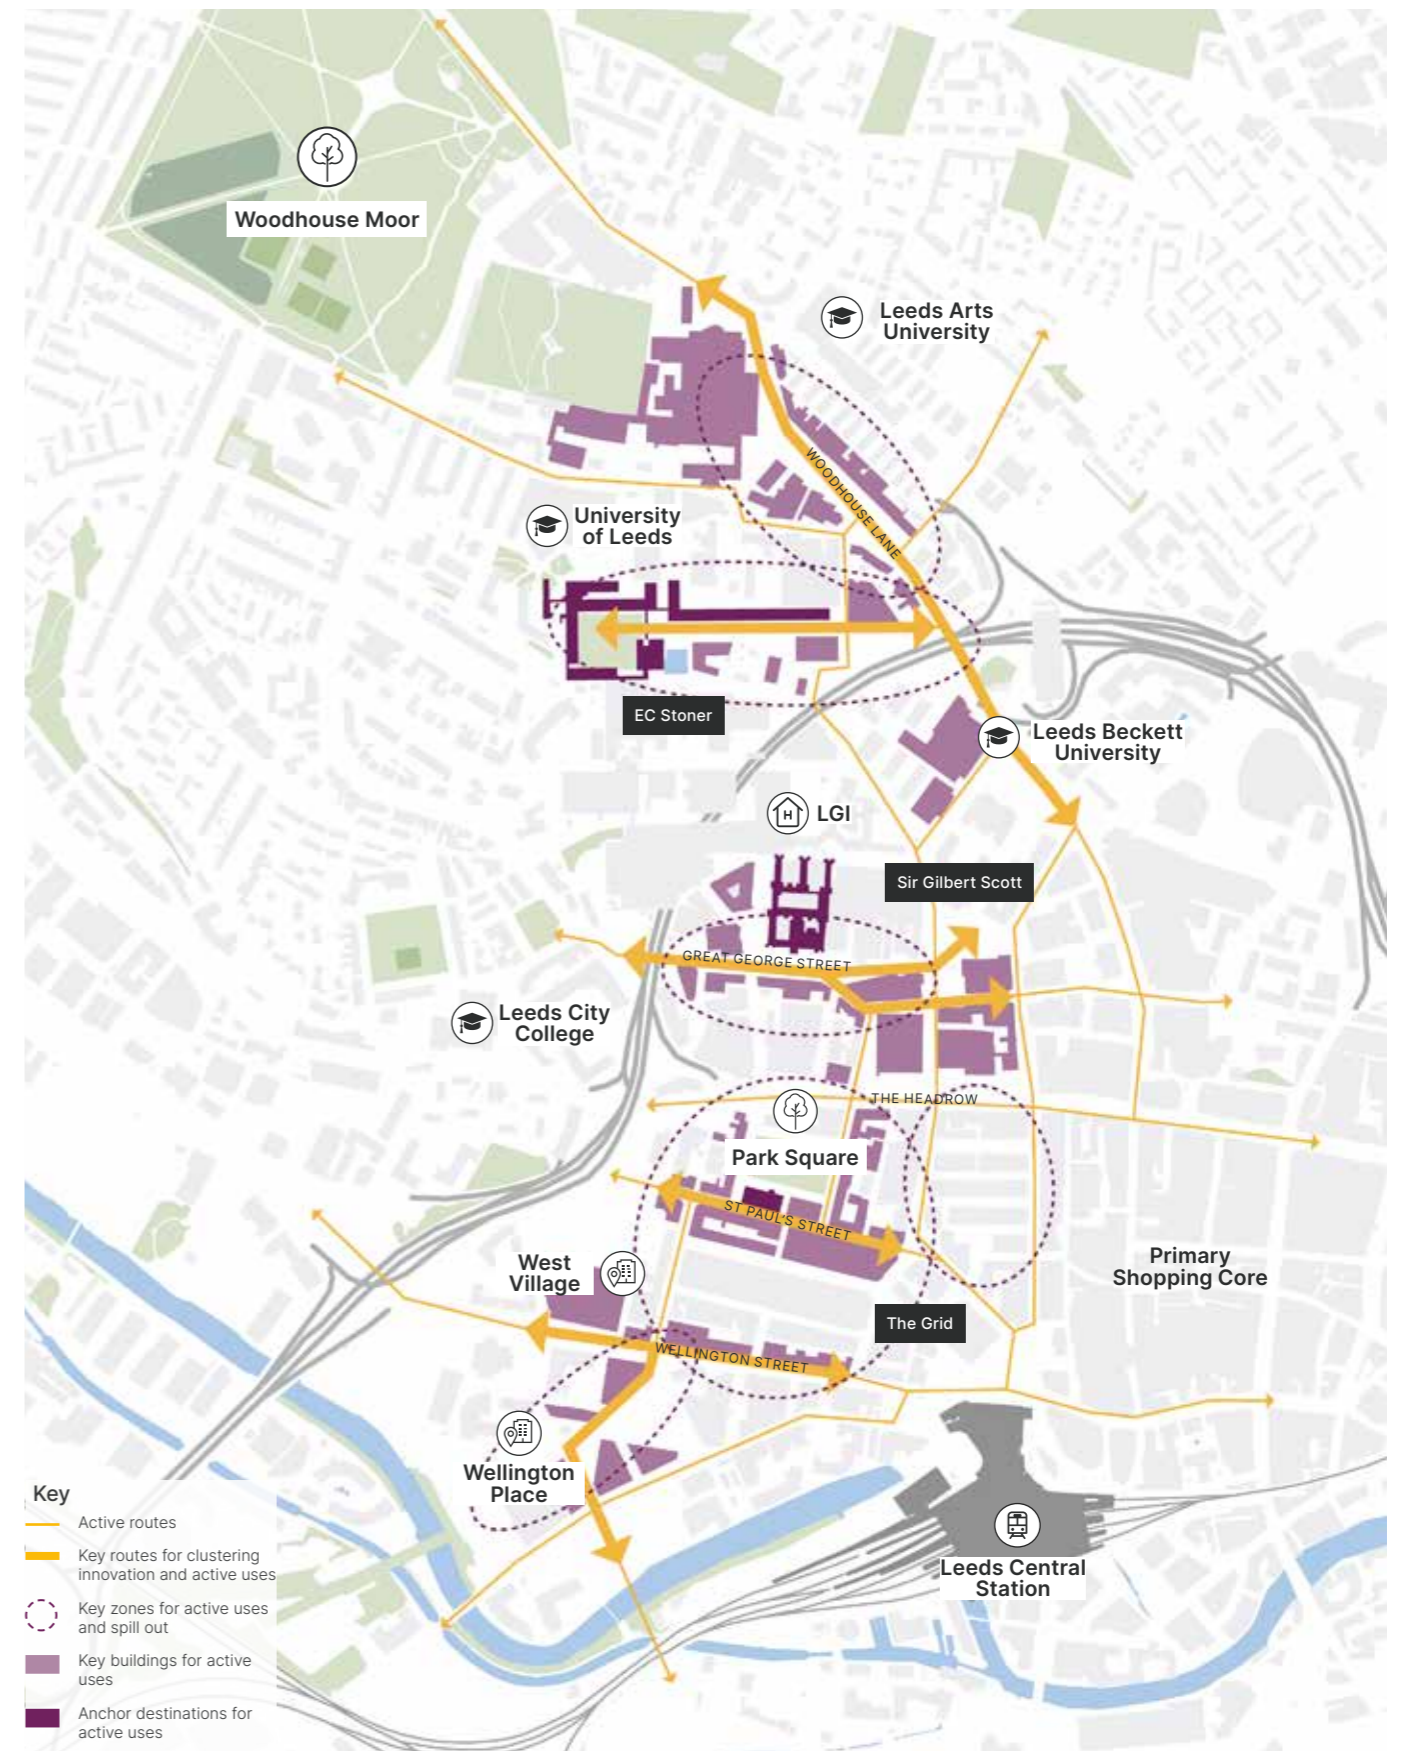 Woodhouse Moor
Leeds Arts
University
WOODHOUSE LANE
University
of Leeds
EC Stoner
Leeds Beckett
University
H
LGI
Sir Gilbert Scott
GREAT GEORGE STREET
Leeds City
College
THE HEADROW
Park Square
ST PAUL'S STREET
West
Village
Primary
Shopping Core
The Grid
WELLINGTON STREET
Wellington
Place
Leeds Central
Station
Key
Active routes
Key routes for clustering
innovation and active uses
Key zones for active uses
and spill out
Key buildings for active
uses
Anchor destinations for
active uses